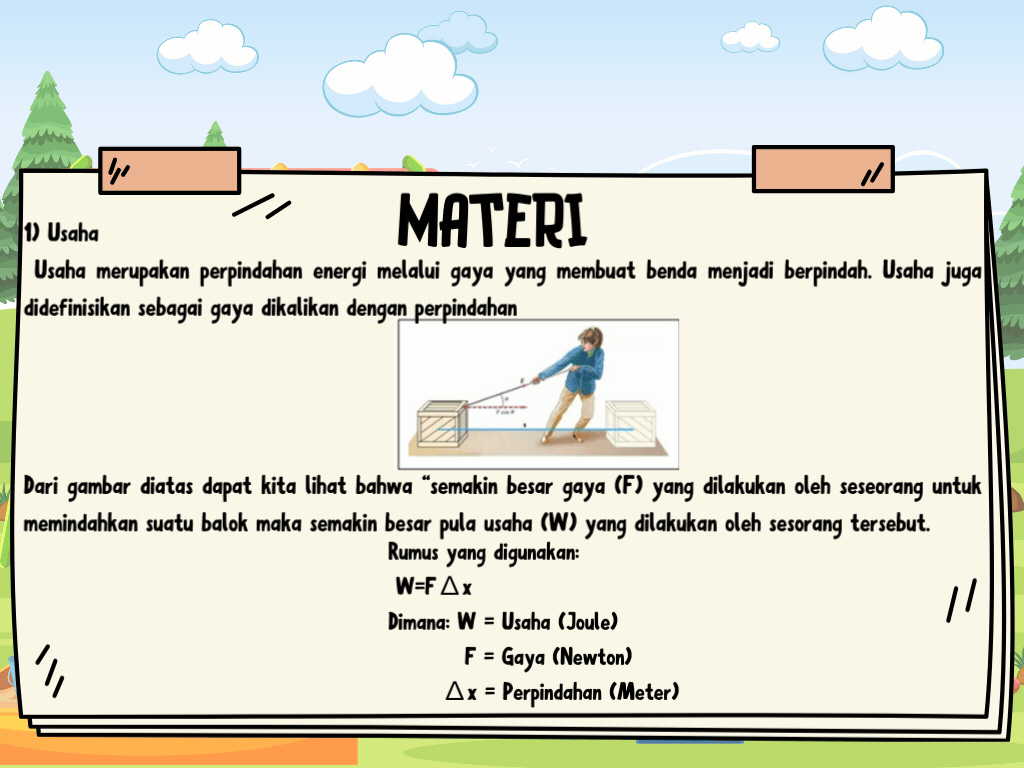 MATERI
1) Usaha
Usaha merupakan perpindahan energi melalui gaya yang membuat benda menjadi berpindah. Usaha juga
didefinisikan sebagai gaya dikalikan dengan perpindahan
F
Dari gambar diatas dapat kita lihat bahwa “semakin besar gaya (F) yang dilakukan oleh seseorang untuk
memindahkan suatu balok maka semakin besar pula usaha (W) yang dilakukan oleh sesorang tersebut.
Rumus yang digunakan:
W=F Δx
Dimana: W = Usaha (Joule)
F = Gaya (Newton)
Δx = Perpindahan (Meter)